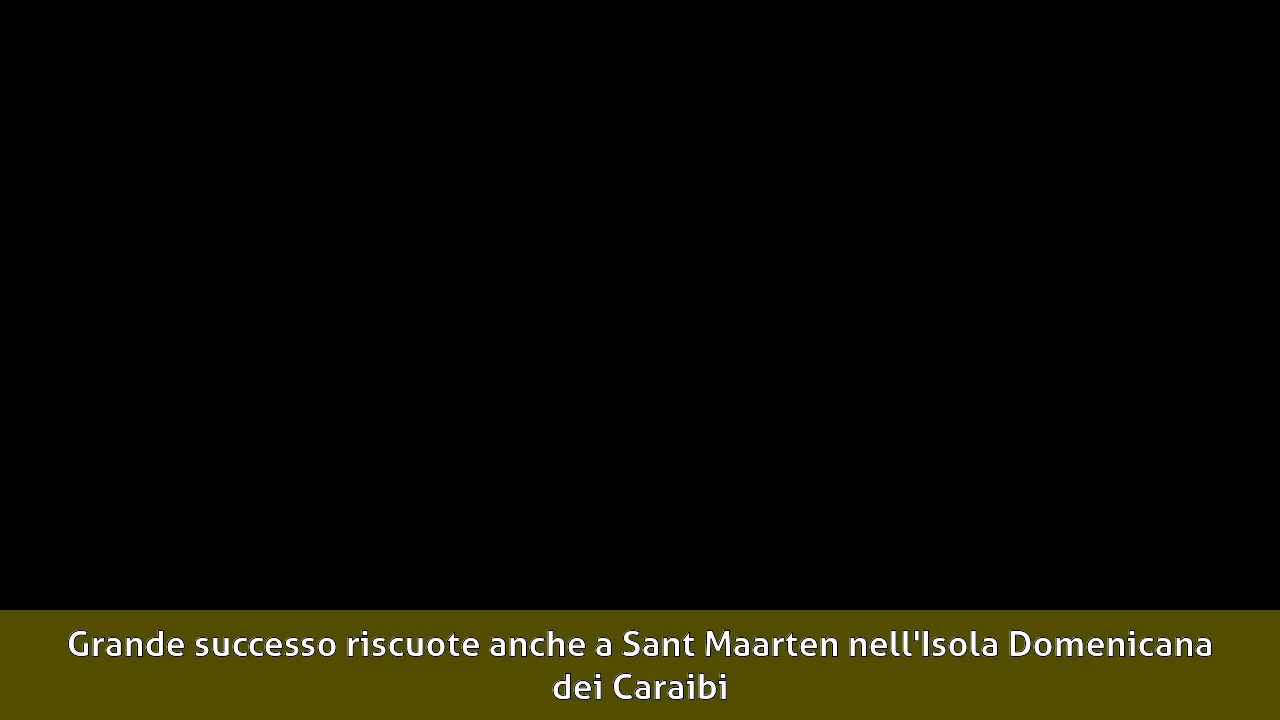 Grande successo riscuote anche a Sant Maarten nell'Isola Domenicana
dei Caraibi